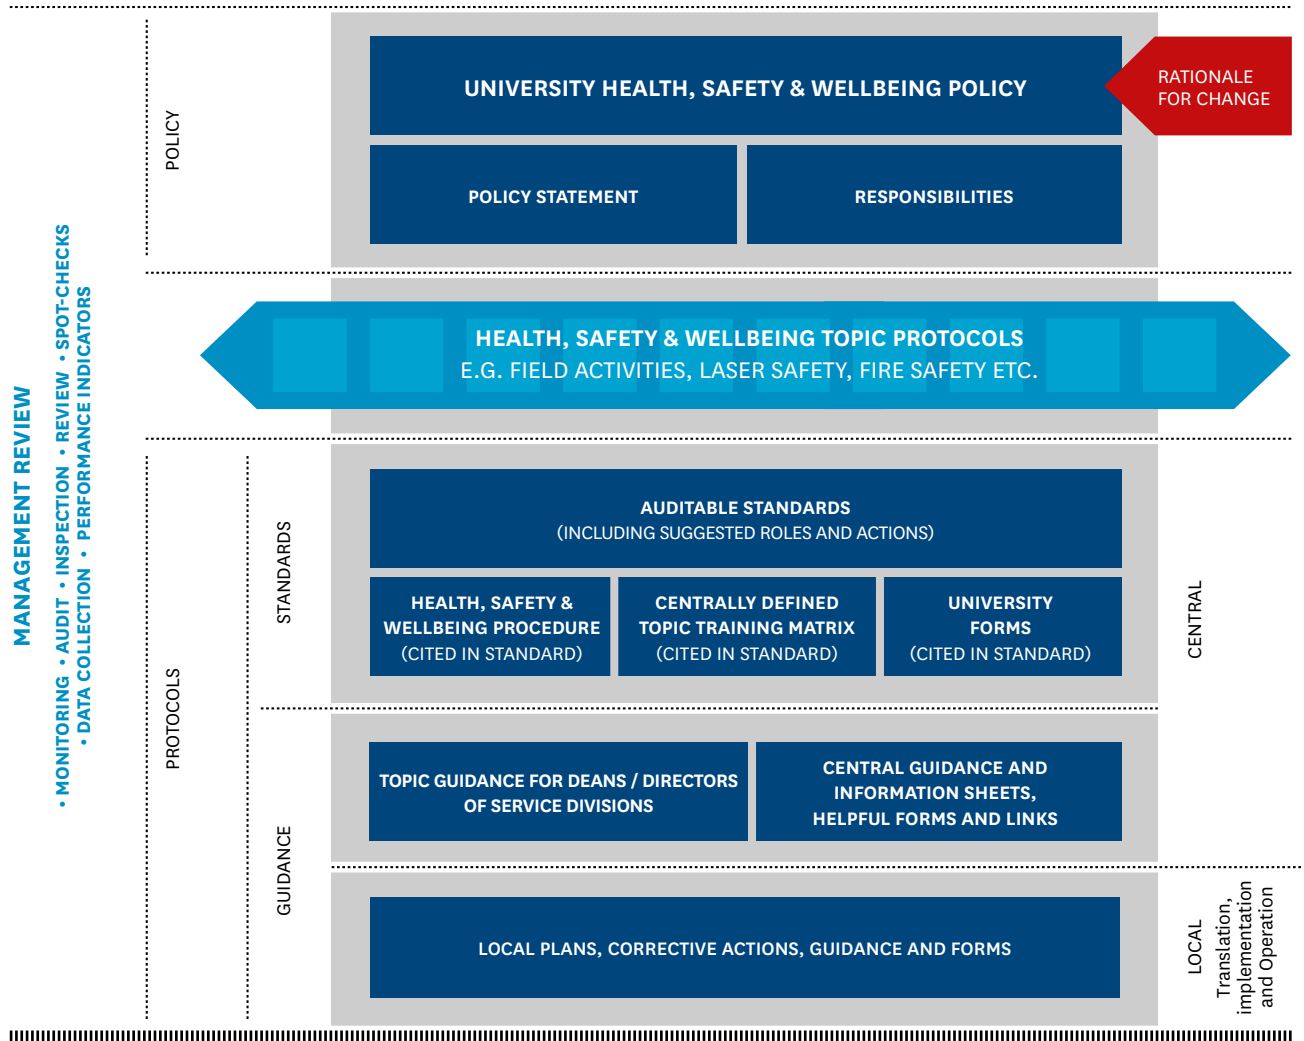 UNIVERSITY HEALTH, SAFETY & WELLBEING POLICY
RATIONALE
FOR CHANGE
POLICY
POLICY STATEMENT
RESPONSIBILITIES
HEALTH, SAFETY & WELLBEING TOPIC PROTOCOLS
E.G. FIELD ACTIVITIES, LASER SAFETY, FIRE SAFETY ETC.
MANAGEMENT REVIEW
• MONITORING • AUDIT • INSPECTION • REVIEW • SPOT-CHECKS
• DATA COLLECTION • PERFORMANCE INDICATORS
PROTOCOLS
STANDARDS
AUDITABLE STANDARDS
(INCLUDING SUGGESTED ROLES AND ACTIONS)
HEALTH, SAFETY &
WELLBEING PROCEDURE
(CITED IN STANDARD)
CENTRALLY DEFINED
TOPIC TRAINING MATRIX
(CITED IN STANDARD)
UNIVERSITY
FORMS
(CITED IN STANDARD)
CENTRAL
GUIDANCE
TOPIC GUIDANCE FOR DEANS / DIRECTORS
OF SERVICE DIVISIONS
CENTRAL GUIDANCE AND
INFORMATION SHEETS,
HELPFUL FORMS AND LINKS
LOCAL PLANS, CORRECTIVE ACTIONS, GUIDANCE AND FORMS
LOCAL
Translation,
implementation
and Operation